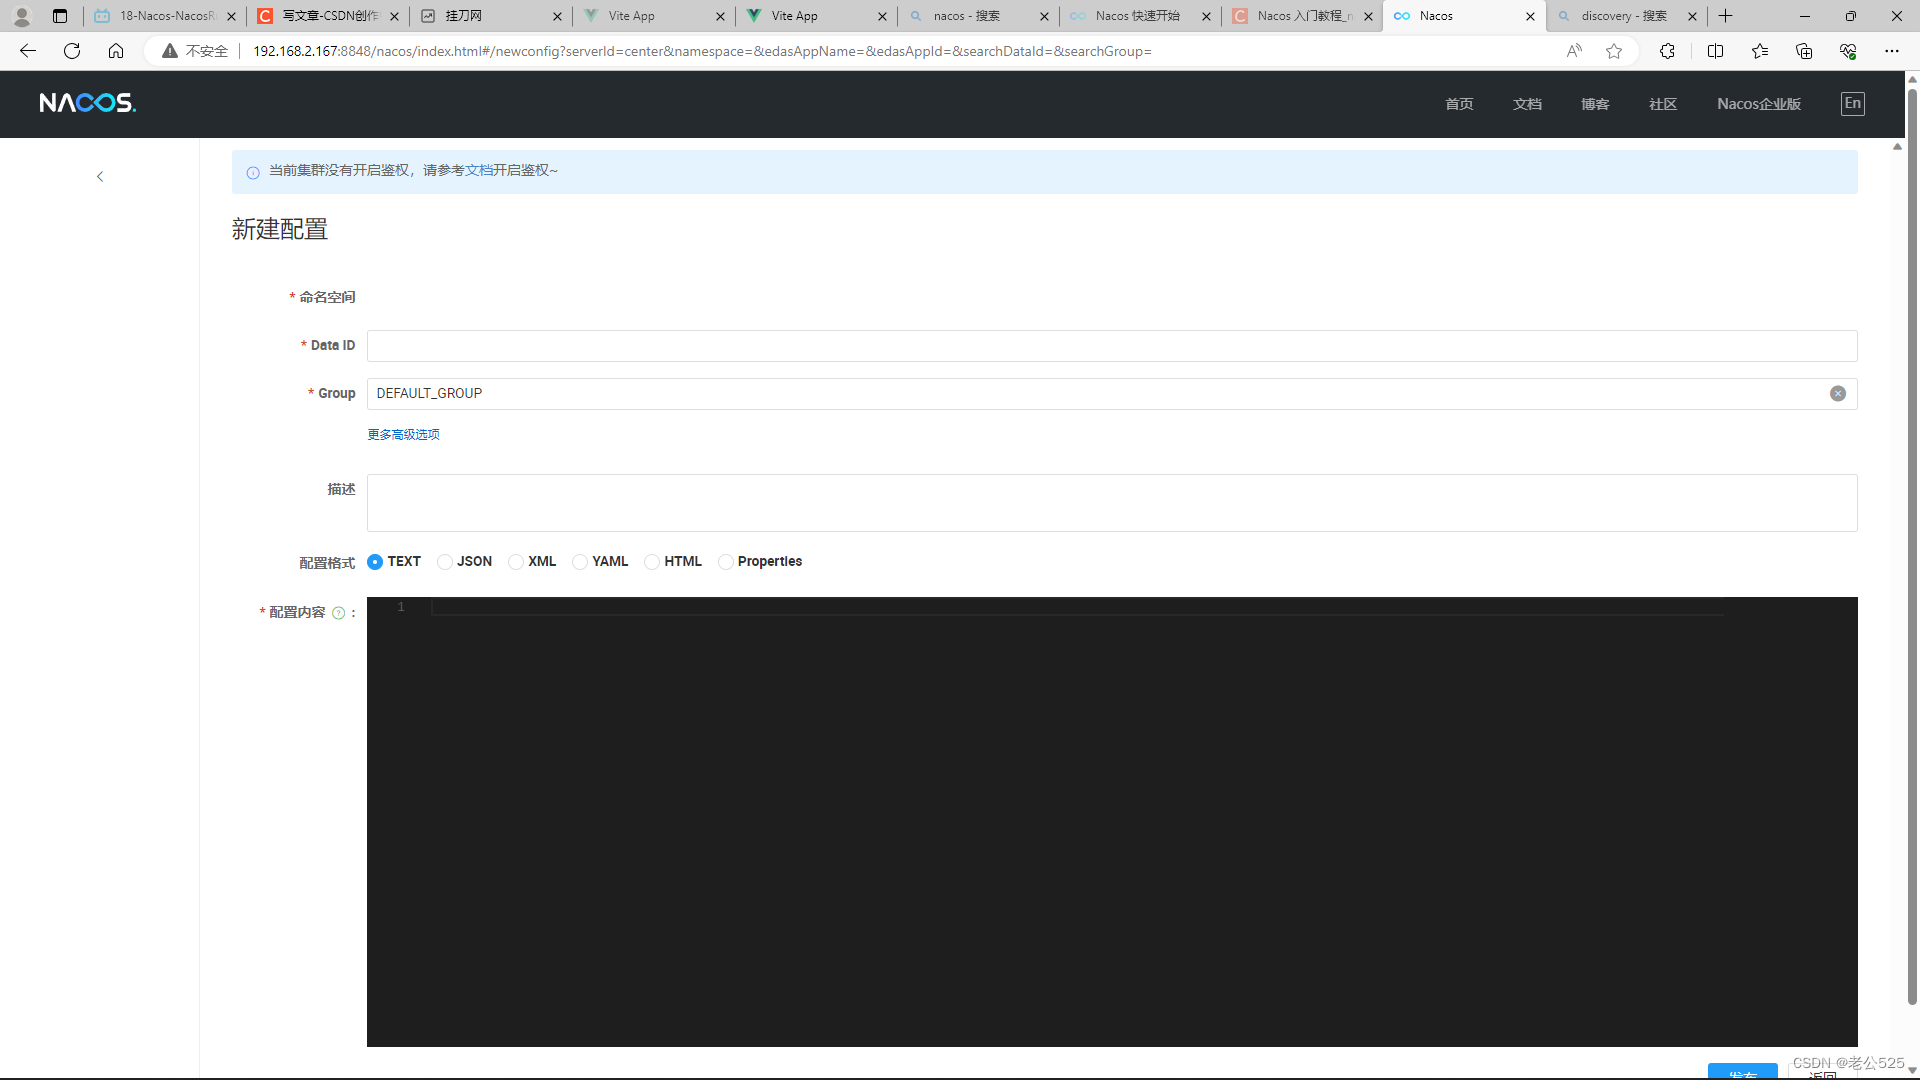 18-Nacos-NacosR
写文章-CSDN创作
挂刀网
Vite App
Vite App
nacos - 搜索
Nacos 快速开始
Nacos 入门教程_n
Nacos
discovery - 搜索
不安全
192.168.2.167:8848/nacos/index.html#/newconfig?serverId=center&namespace=&edasAppName=&edasAppId=&searchDataId=&searchGroup=
NACOS.
首页
文档
博客
社区
Nacos企业版
En
当前集群没有开启鉴权，请参考文档开启鉴权~
新建配置
* 命名空间
* Data ID
* Group
DEFAULT_GROUP
更多高级选项
描述
配置格式
TEXT
JSON
XML
YAML
HTML
Properties
* 配置内容 ? :
1
发布
返回
CSDN @老公525